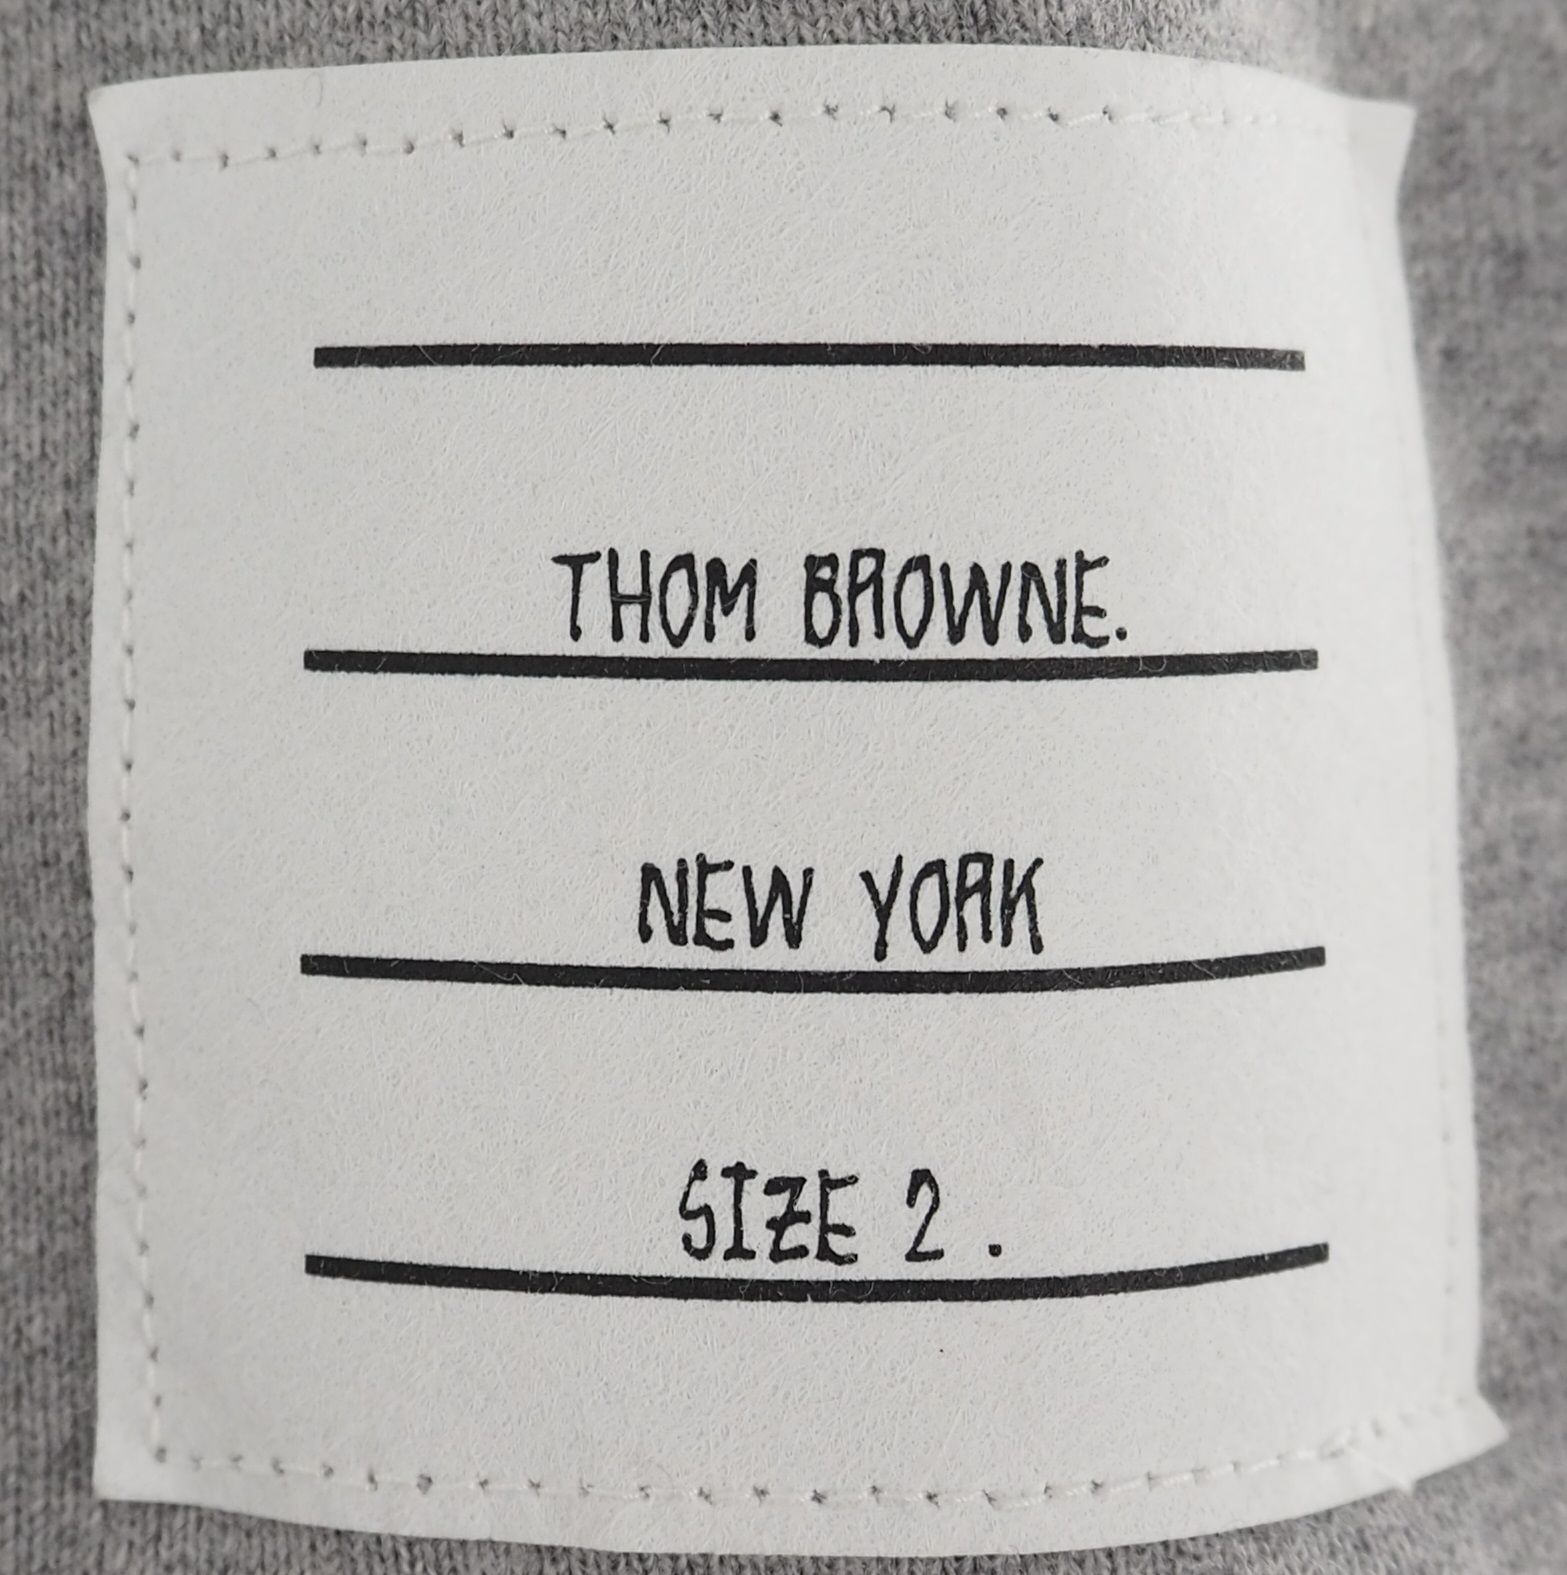 THOM BROWNE.
NEW YORK
SIZE 2 .